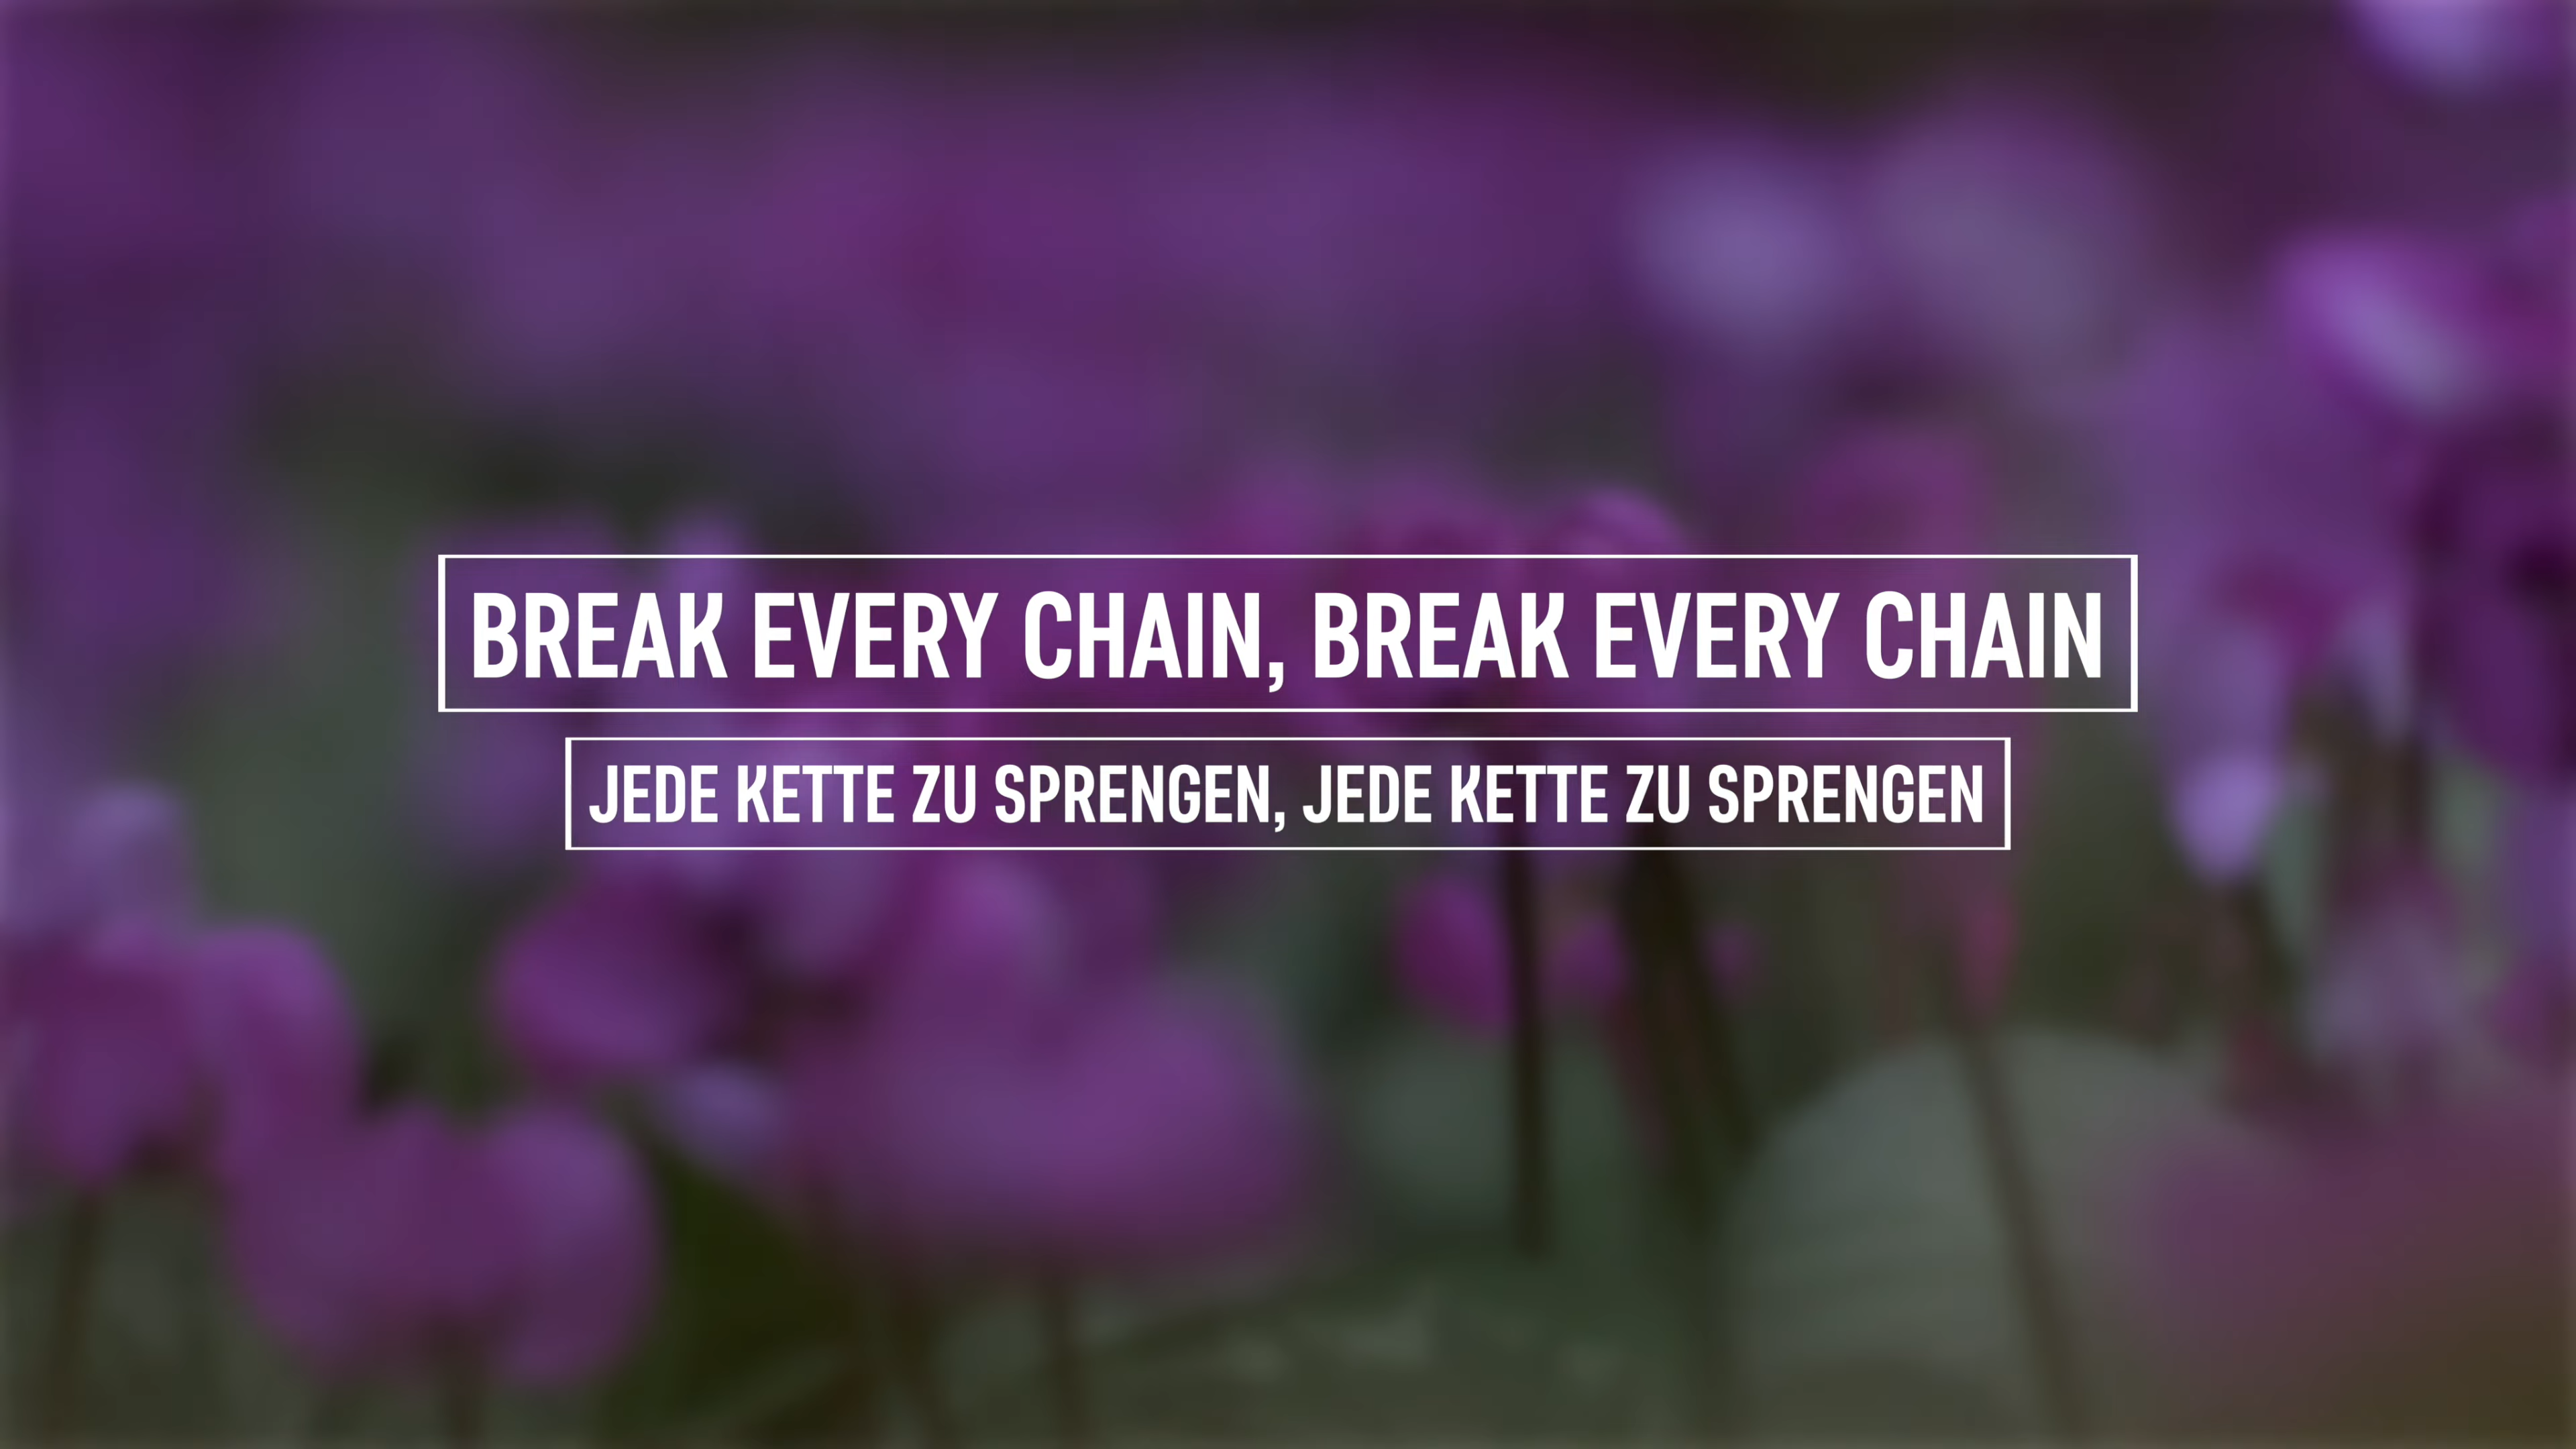 BREAK EVERY CHAIN, BREAK EVERY CHAIN
JEDE KETTE ZU SPRENGEN, JEDE KETTE ZU SPRENGEN